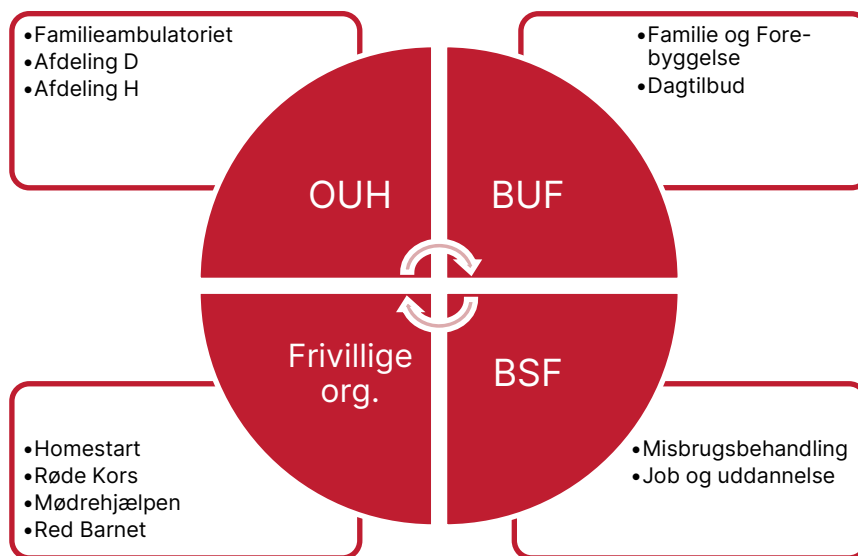 •Familieambulatoriet
•Afdeling D
•Afdeling H
•Familie og Fore-
byggelse
•Dagtilbud
OUH
BUF
Frivillige
org.
BSF
•Homestart
•Røde Kors
•Mødrehjælpen
•Red Barnet
•Misbrugsbehandling
•Job og uddannelse